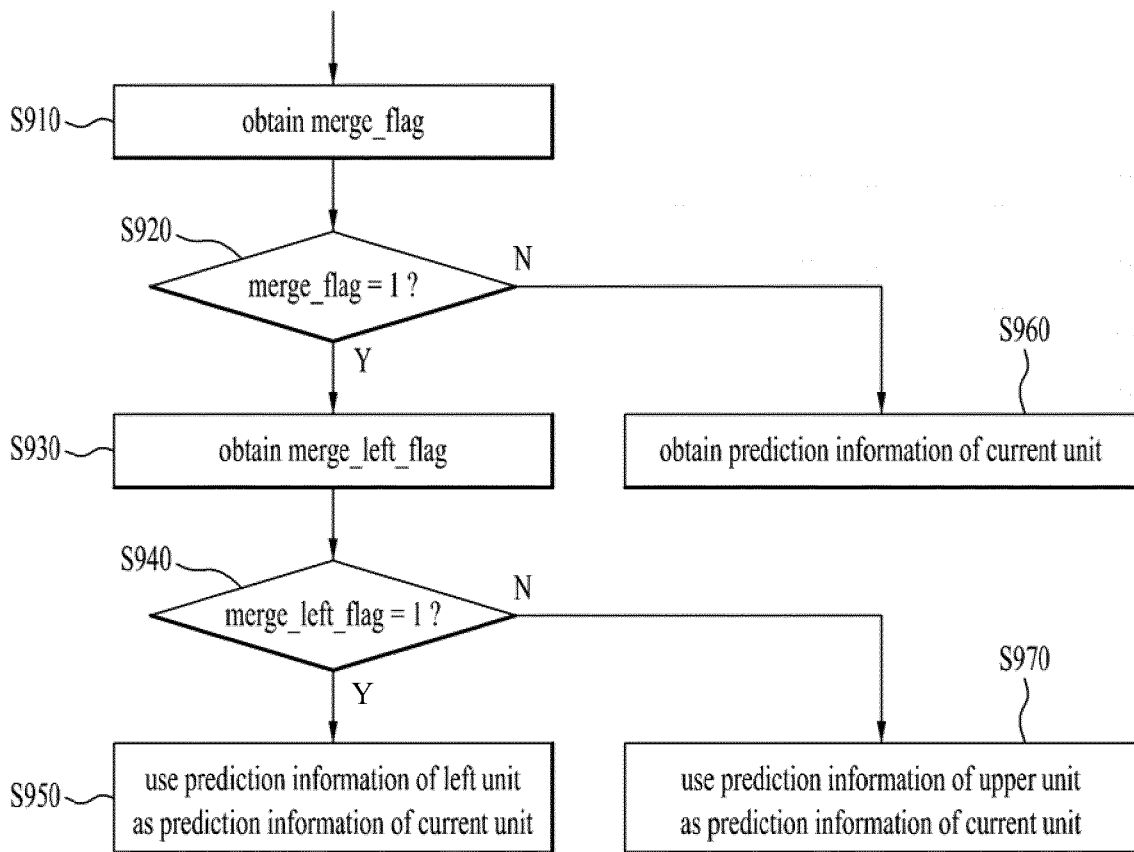 S910
obtain merge_flag
S920
merge_flag = 1 ?
N
Y
S960
S930
obtain merge_left_flag
obtain prediction information of current unit
S940
merge_left_flag = 1 ?
N
Y
S970
S950
use prediction information of left unit
as prediction information of current unit
use prediction information of upper unit
as prediction information of current unit